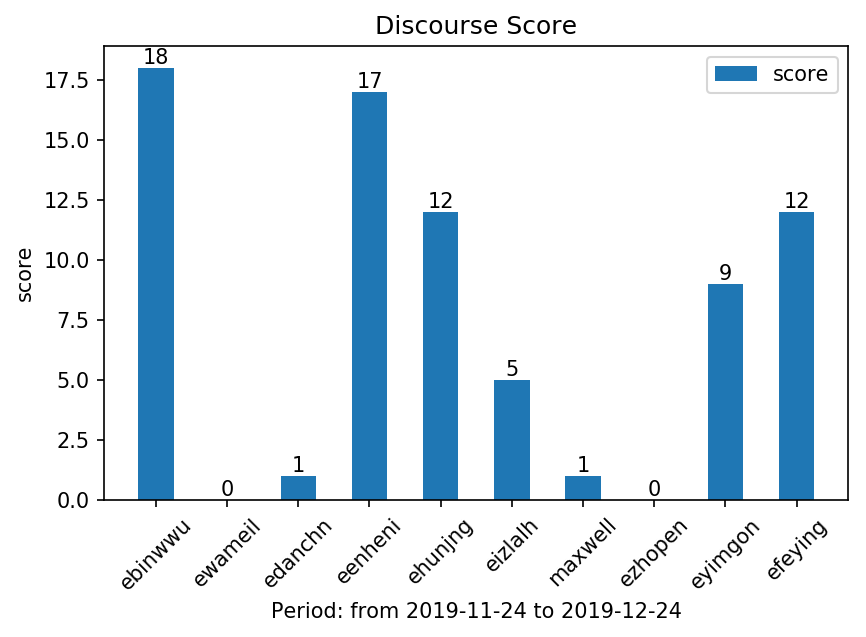 Discourse Score
score
18
17
12
12
9
5
1
1
0
0
17.5
15.0
12.5
10.0
7.5
5.0
2.5
0.0
score
ebinwwu
ewameil
edanchn
eenheni
ehunjng
eizlalh
maxwell
ezhopen
eyimgon
efeying
Period: from 2019-11-24 to 2019-12-24